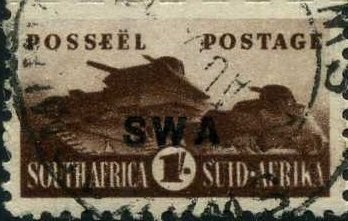 POSSEËL POSTAGE
SWA
SOUTH AFRICA 1/- SUID-AFRIKA